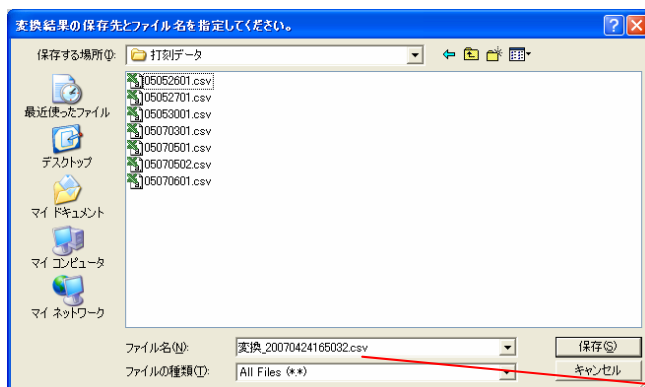 変換結果の保存先とファイル名を指定してください。
保存する場所(I):
打刻データ
05052601.csv
05052701.csv
05053001.csv
05070301.csv
05070501.csv
05070502.csv
05070601.csv
最近使ったファイル
デスクトップ
マイ ドキュメント
マイ コンピュータ
マイ ネットワーク
ファイル名(N):
変換_20070424165032.csv
保存(S)
ファイルの種類(T):
All Files (*.*)
キャンセル